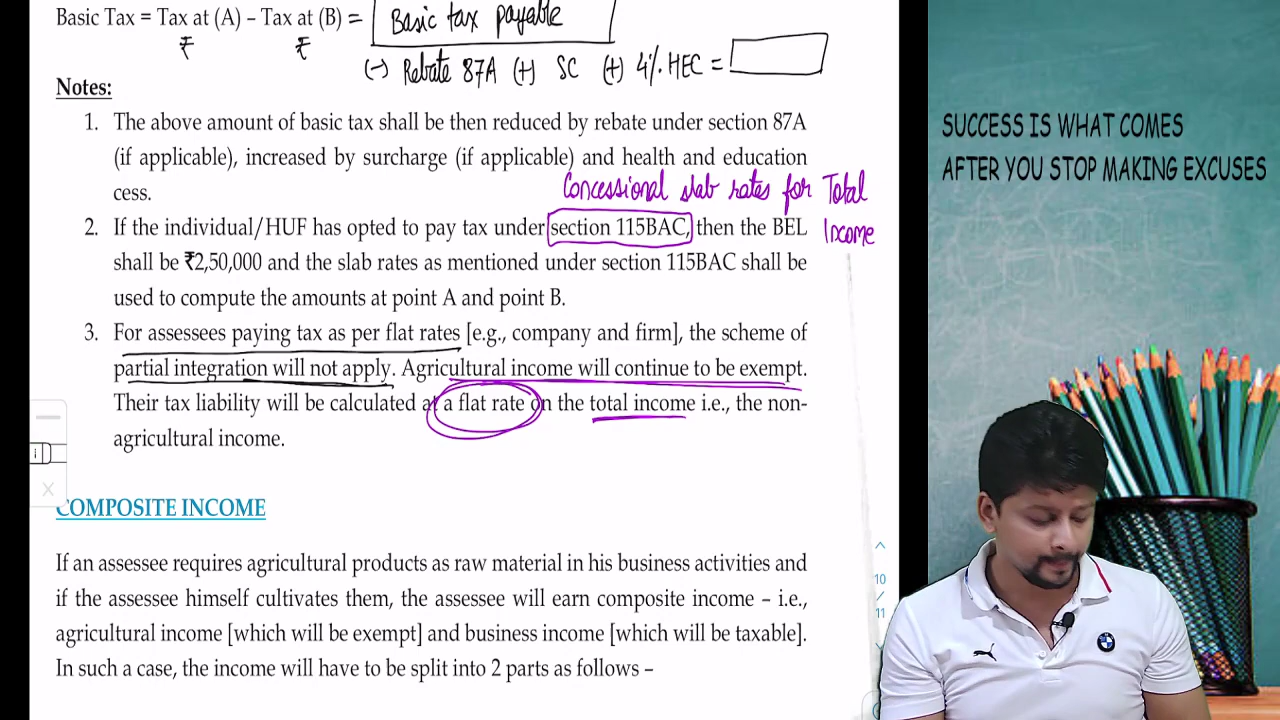 Basic Tax = Tax at (A) – Tax at (B) = Basic tax payable
₹ ₹
(-) Rebate 87A (+) SC (+) 4% HEC =
Notes:
1. The above amount of basic tax shall be then reduced by rebate under section 87A
(if applicable), increased by surcharge (if applicable) and health and education
cess.
Concessional slab rates for Total
Income
2. If the individual/HUF has opted to pay tax under section 115BAC, then the BEL
shall be ₹2,50,000 and the slab rates as mentioned under section 115BAC shall be
used to compute the amounts at point A and point B.
3. For assessees paying tax as per flat rates [e.g., company and firm], the scheme of
partial integration will not apply. Agricultural income will continue to be exempt.
Their tax liability will be calculated at a flat rate on the total income i.e., the non-
agricultural income.
COMPOSITE INCOME
If an assessee requires agricultural products as raw material in his business activities and
if the assessee himself cultivates them, the assessee will earn composite income – i.e.,
agricultural income [which will be exempt] and business income [which will be taxable].
In such a case, the income will have to be split into 2 parts as follows –
10
11
SUCCESS IS WHAT COMES
AFTER YOU STOP MAKING EXCUSES